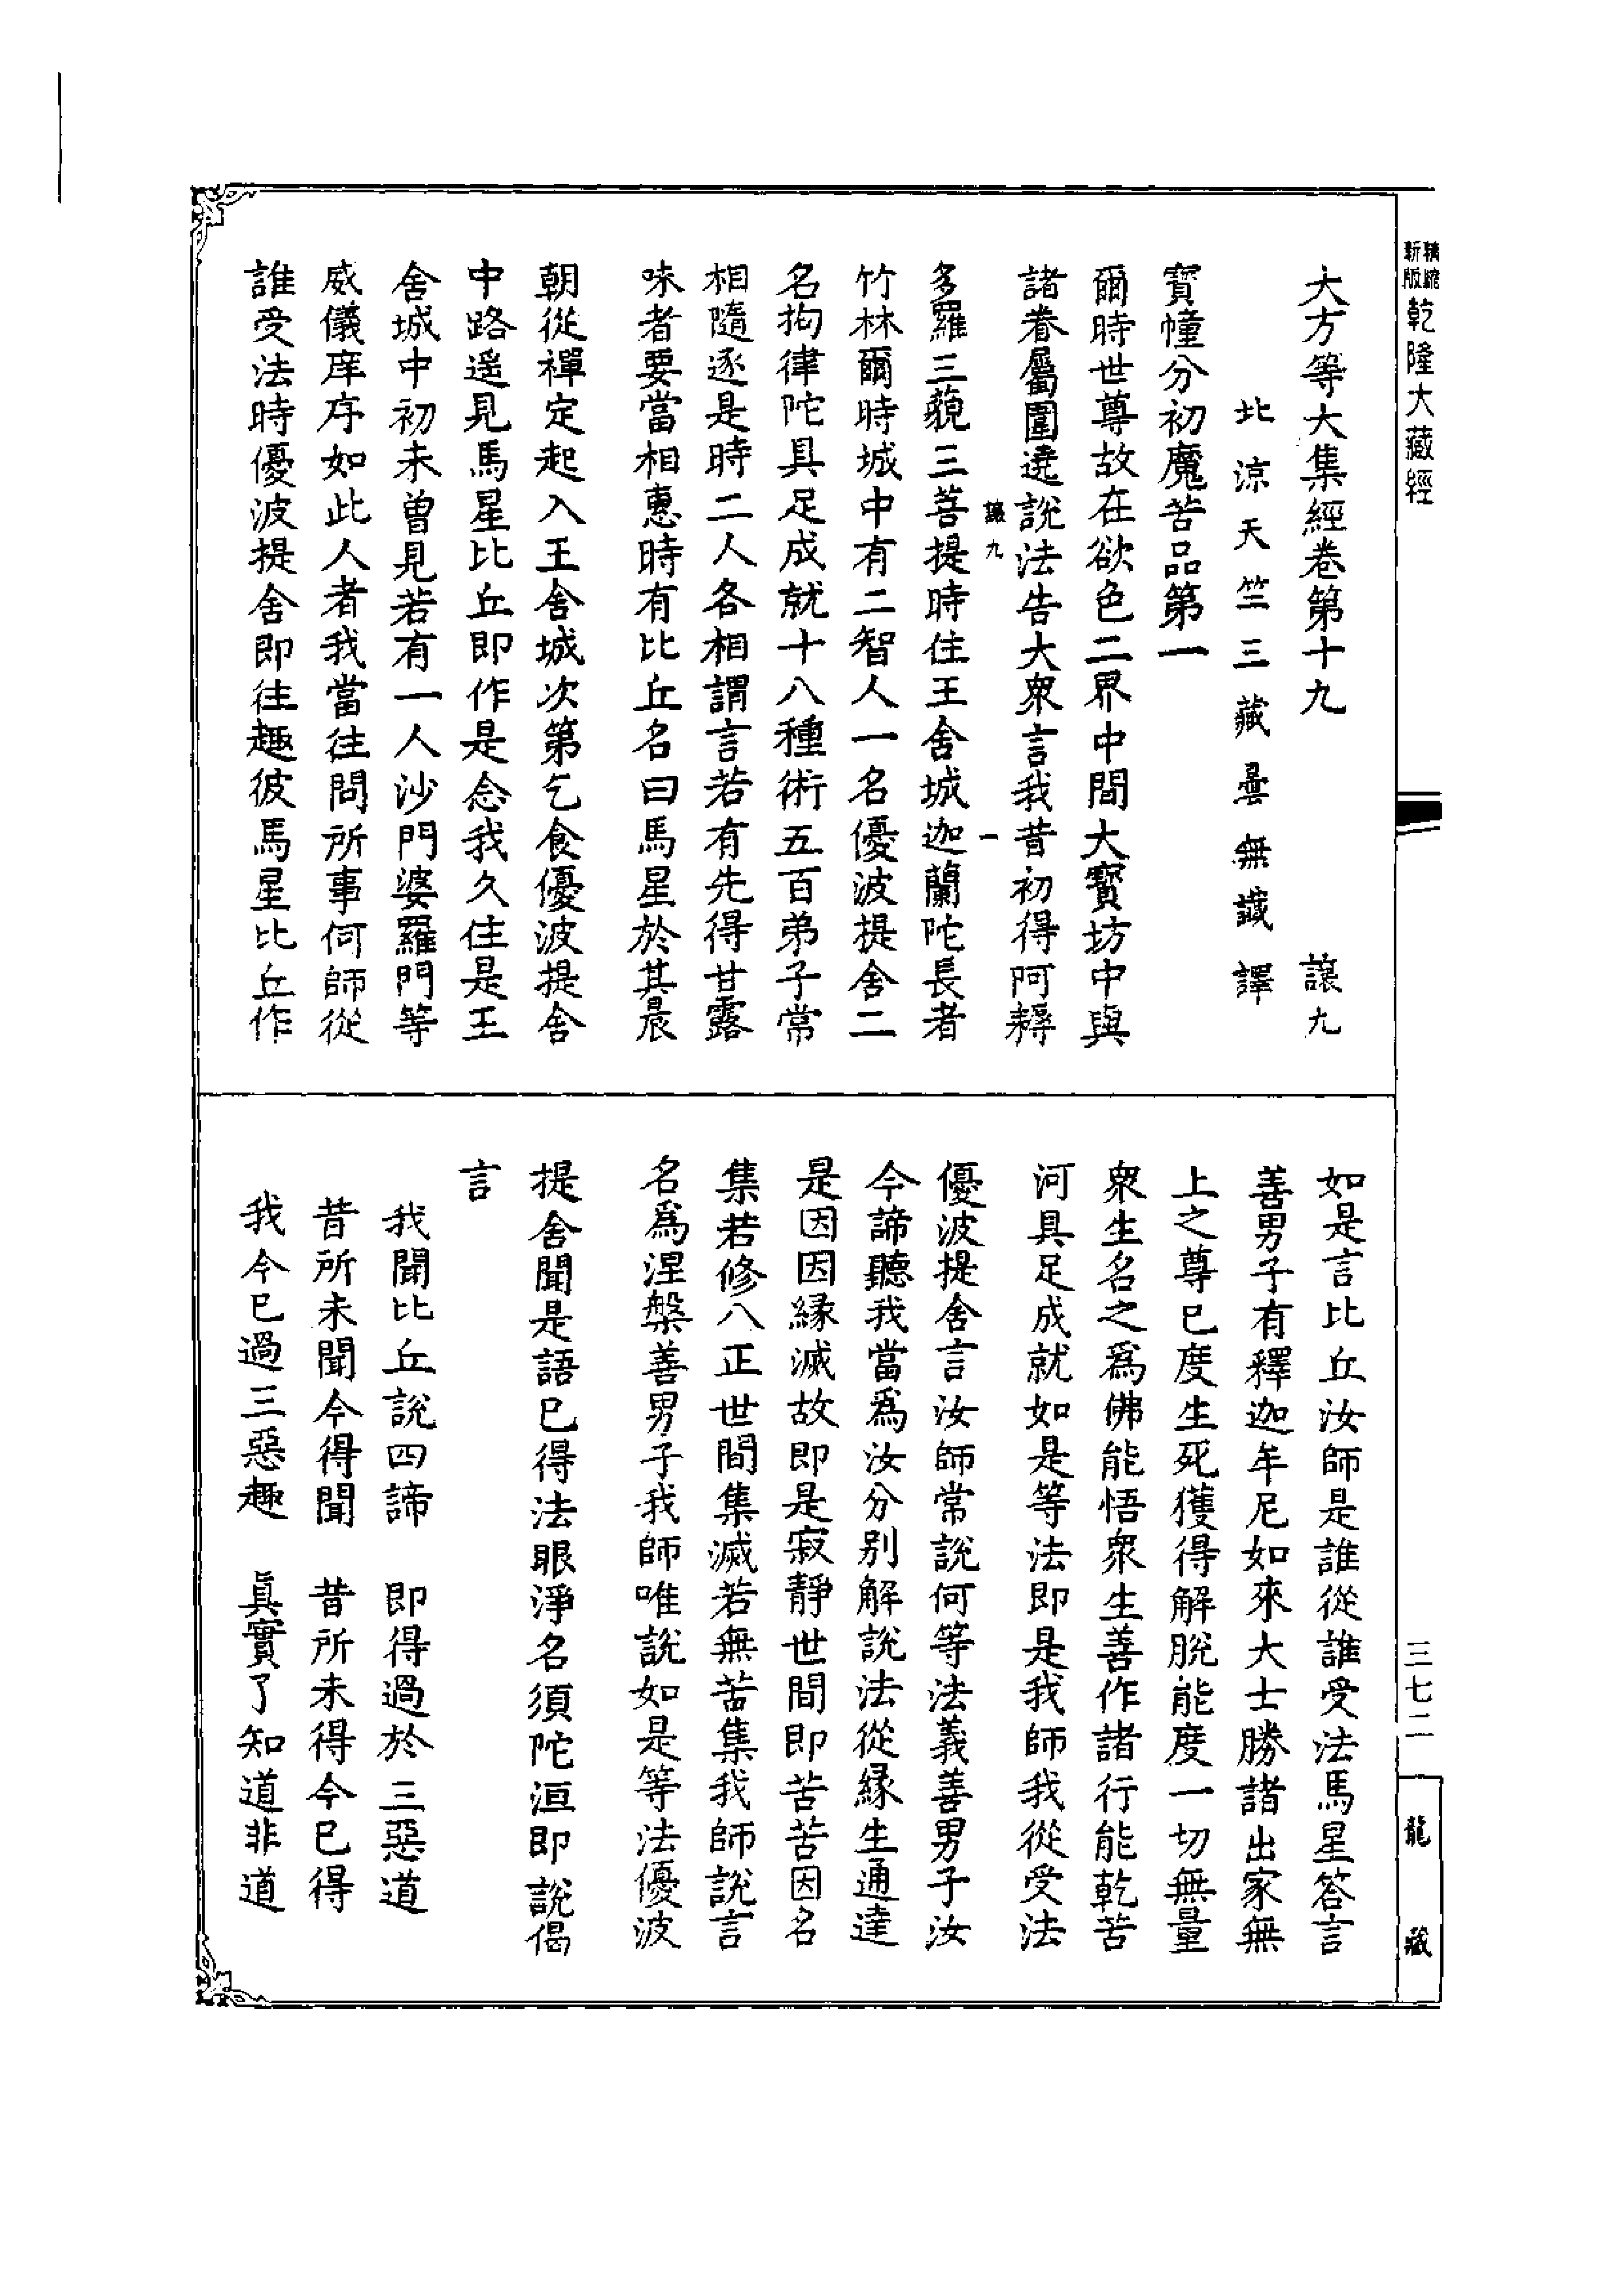 精縮新版乾隆大藏經
大方等大集經卷第十九 讓九
北涼天竺三藏曇無讖譯
寶幢分初魔苦品第一
爾時世尊故在欲色二界中間大寶坊中與
諸眷屬圍遶說法告大眾言我昔初得阿耨
讓九 一
多羅三藐三菩提時住王舍城迦蘭陀長者
竹林爾時城中有二智人一名優波提舍二
名拘律陀具足成就十八種術五百弟子常
相隨逐是時二人各相謂言若有先得甘露
味者要當相惠時有比丘名曰馬星於其晨
朝從禪定起入王舍城次第乞食優波提舍
中路遙見馬星比丘即作是念我久住是王
舍城中初未曾見若有一人沙門婆羅門等
威儀庠序如此人者我當往問所事何師從
誰受法時優波提舍即往趣彼馬星比丘作
如是言比丘汝師是誰從誰受法馬星答言
善男子有釋迦牟尼如來大士勝諸出家無
上之尊已度生死獲得解脫能度一切無量
眾生名之為佛能悟眾生善作諸行能乾苦
河具足成就如是等法即是我師我從受法
優波提舍言汝師常說何等法義善男子汝
今諦聽我當為汝分別解說法從緣生通達
是因因緣滅故即是寂靜世間即苦苦因名
集若修八正世間集滅若無苦集我師說言
名為涅槃善男子我師唯說如是等法優波
提舍聞是語已得法眼淨名須陀洹即說偈
言
我聞比丘說四諦 即得過於三惡道
昔所未聞今得聞 昔所未得今已得
我今已過三惡趣 真實了知道非道
三七二
龍藏